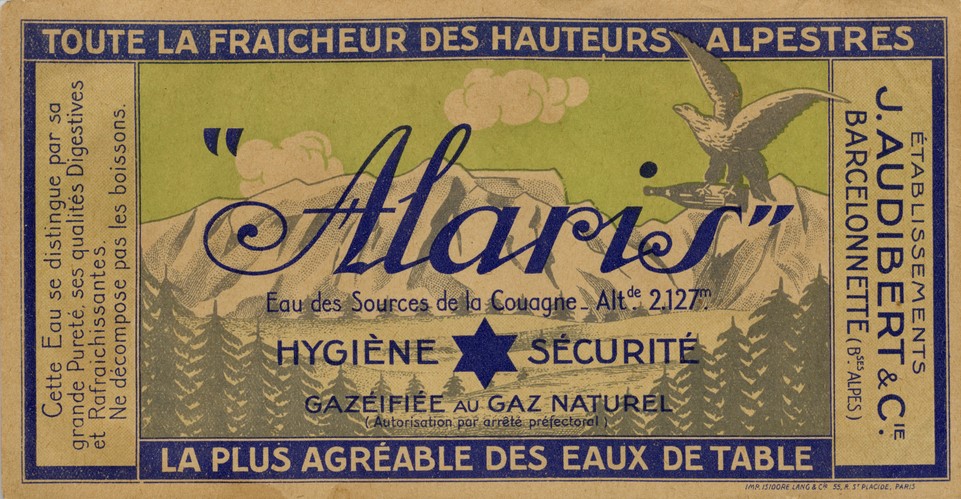 TOUTE LA FRAICHEUR DES HAUTEURS ALPESTRES
Cette Eau se distingue par sa
grande Pureté, ses qualités Digestives
et Rafraichissantes.
Ne décompose pas les boissons.
"Alaris"
Eau des Sources de la Couagne - Alt.de 2.127m.
HYGIÈNE SÉCURITÉ
GAZÉIFIÉE AU GAZ NATUREL
(Autorisation par arrêté préfectoral)
ÉTABLISSEMENTS
J. AUDIBERT & CIE.
BARCELONNETTE (BSES ALPES)
LA PLUS AGRÉABLE DES EAUX DE TABLE
IMP. ISIDORE LANG & Cie 55, R. St PLACIDE, PARIS